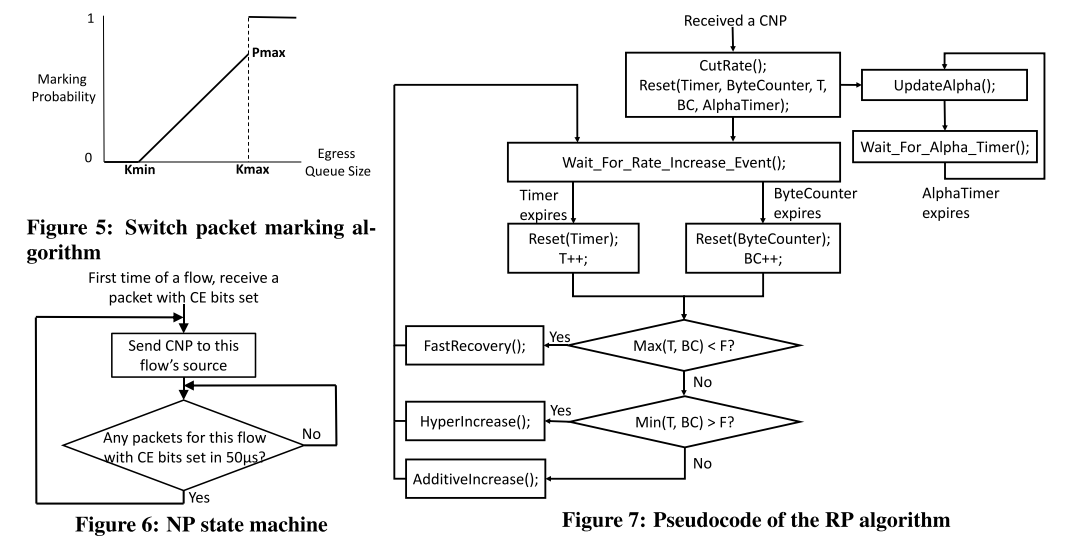 1
Pmax
Marking
Probability
0
Kmin
Kmax
Egress
Queue Size
Figure 5: Switch packet marking al-
gorithm
First time of a flow, receive a
packet with CE bits set
Send CNP to this
flow's source
Any packets for this flow
with CE bits set in 50μs?
No
Yes
Figure 6: NP state machine
Received a CNP
CutRate();
Reset(Timer, ByteCounter, T,
BC, AlphaTimer);
UpdateAlpha();
Wait_For_Alpha_Timer();
AlphaTimer
expires
Wait_For_Rate_Increase_Event();
Timer
expires
ByteCounter
expires
Reset(Timer);
T++;
Reset(ByteCounter);
BC++;
Max(T, BC) < F?
Yes
FastRecovery();
No
Min(T, BC) > F?
Yes
HyperIncrease();
No
AdditiveIncrease();
Figure 7: Pseudocode of the RP algorithm